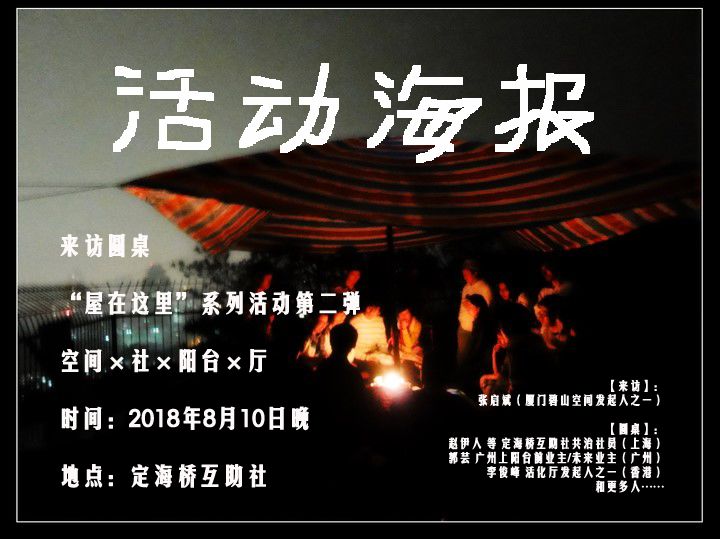 活动海报
来访圆桌
“屋在这里”系列活动第二弹
空间×社×阳台×厅
时间：2018年8月10日晚
地点：定海桥互助社
【来访】：
张启斌（厦门碧山空间发起人之一）
【圆桌】：
赵伊人 等 定海桥互助社共治社员（上海）
郭芸 广州上阳台前业主/未来业主（广州）
李俊峰 活化厅发起人之一（香港）
和更多人……